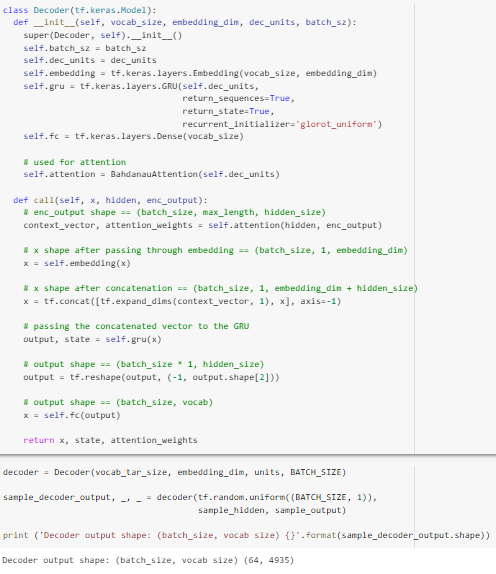 class Decoder(tf.keras.Model):
  def __init__(self, vocab_size, embedding_dim, dec_units, batch_sz):
    super(Decoder, self).__init__()
    self.batch_sz = batch_sz
    self.dec_units = dec_units
    self.embedding = tf.keras.layers.Embedding(vocab_size, embedding_dim)
    self.gru = tf.keras.layers.GRU(self.dec_units,
                                   return_sequences=True,
                                   return_state=True,
                                   recurrent_initializer='glorot_uniform')
    self.fc = tf.keras.layers.Dense(vocab_size)

    # used for attention
    self.attention = BahdanauAttention(self.dec_units)

  def call(self, x, hidden, enc_output):
    # enc_output shape == (batch_size, max_length, hidden_size)
    context_vector, attention_weights = self.attention(hidden, enc_output)

    # x shape after passing through embedding == (batch_size, 1, embedding_dim)
    x = self.embedding(x)

    # x shape after concatenation == (batch_size, 1, embedding_dim + hidden_size)
    x = tf.concat([tf.expand_dims(context_vector, 1), x], axis=-1)

    # passing the concatenated vector to the GRU
    output, state = self.gru(x)

    # output shape == (batch_size * 1, hidden_size)
    output = tf.reshape(output, (-1, output.shape[2]))

    # output shape == (batch_size, vocab)
    x = self.fc(output)

    return x, state, attention_weights

decoder = Decoder(vocab_tar_size, embedding_dim, units, BATCH_SIZE)

sample_decoder_output, _, _ = decoder(tf.random.uniform((BATCH_SIZE, 1)),
                                      sample_hidden, sample_output)

print ('Decoder output shape: (batch_size, vocab size) {}'.format(sample_decoder_output.shape))

Decoder output shape: (batch_size, vocab size) (64, 4935)